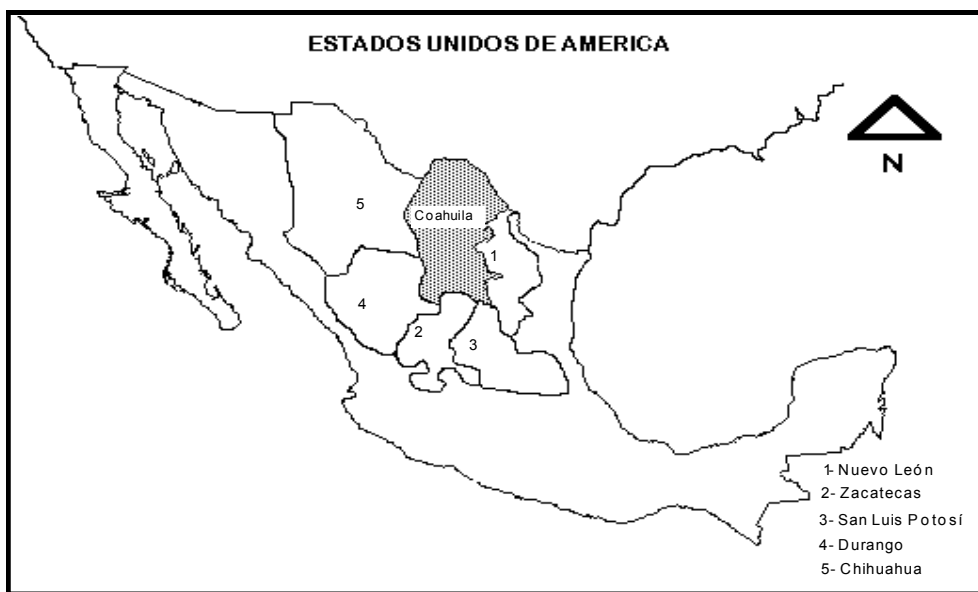 ESTADOS UNIDOS DE AMERICA
N
5
Coahuila
1
4
2
3
1- Nuevo León
2- Zacatecas
3- San Luis Potosí
4- Durango
5- Chihuahua